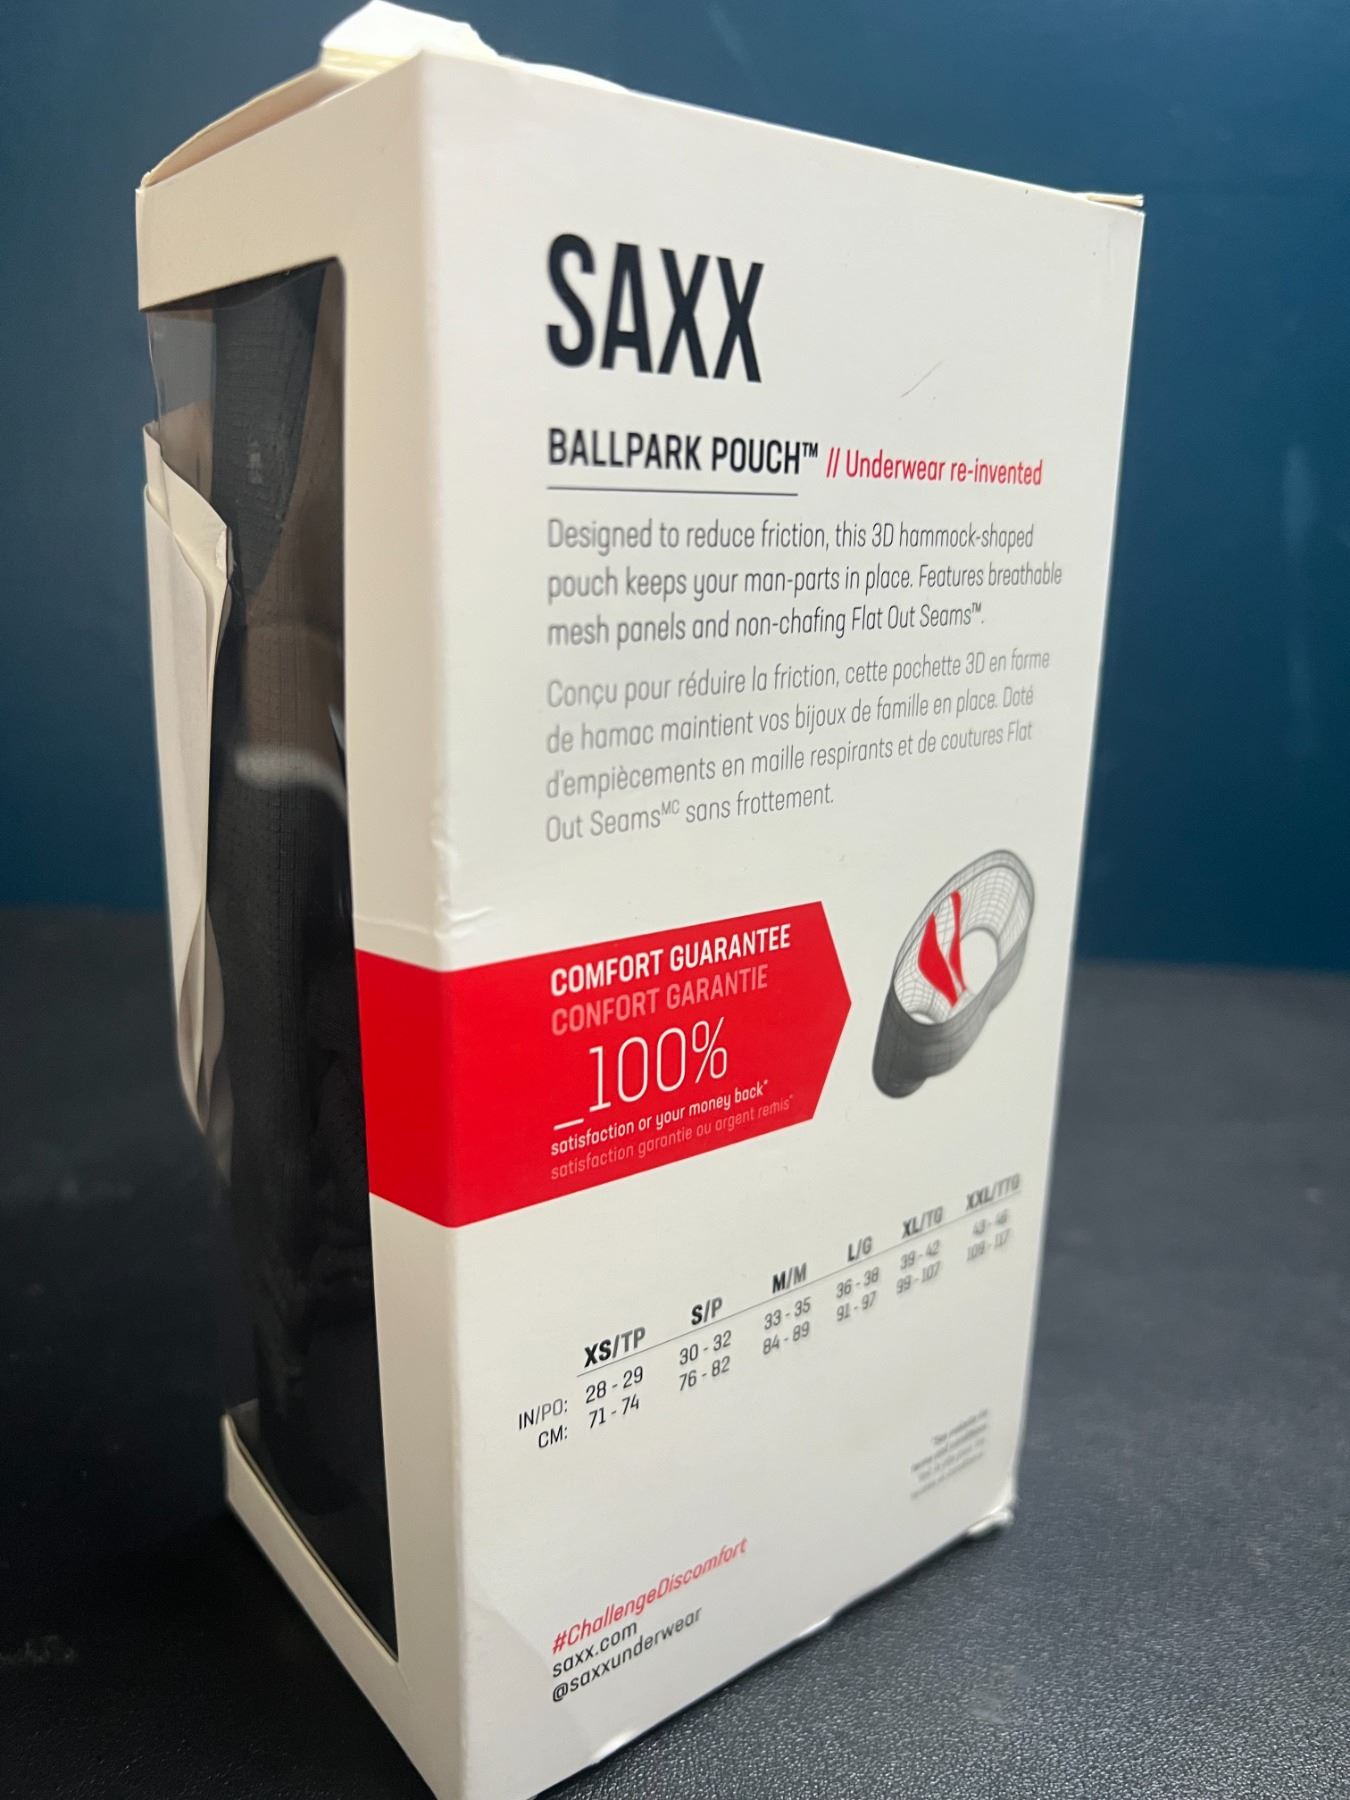 SAXX
BALLPARK POUCH™ // Underwear re-invented
Designed to reduce friction, this 3D hammock-shaped
pouch keeps your man-parts in place. Features breathable
mesh panels and non-chafing Flat Out Seams™.
Conçu pour réduire la friction, cette pochette 3D en forme
de hamac maintient vos bijoux de famille en place. Doté
d'empiècements en maille respirants et de coutures Flat
Out Seamsᴹᶜ sans frottement.
COMFORT GUARANTEE
CONFORT GARANTIE
_100%
satisfaction or your money back*
satisfaction garantie ou argent remis*
XS/TP S/P M/M L/G XL/TG XXL/TTG
IN/PO: 28 - 29 30 - 32 33 - 35 36 - 38 39 - 42 43 - 46
CM: 71 - 74 76 - 82 84 - 89 91 - 97 99 - 107 109 - 117
#ChallengeDiscomfort
saxx.com
@saxxunderwear